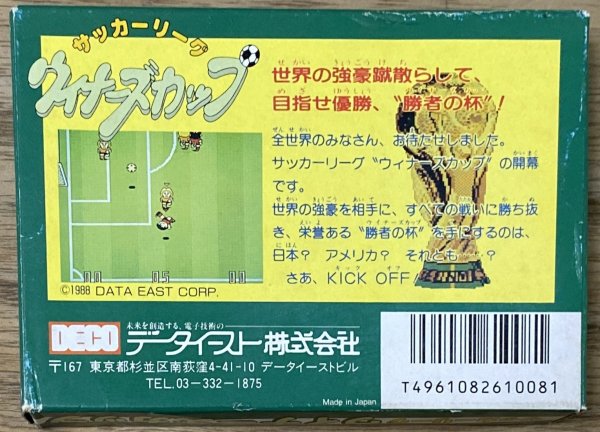 サッカーリーグ
ウィナーズカップ
世界の強豪蹴散らして、
目指せ優勝、"勝者の杯"!
全世界のみなさん、お待たせしました。
サッカーリーグ"ウィナーズカップ"の開幕
です。
世界の強豪を相手に、すべての戦いに勝ち抜
き、栄誉ある"勝者の杯"を手にするのは、
日本? アメリカ? それとも……?
さあ、KICK OFF!
00 05 00
©1988 DATA EAST CORP.
DECO 未来を創造する、電子技術の
データイースト株式会社
〒167 東京都杉並区南荻窪4-41-10 データイーストビル
TEL.03-332-1875
T4961082610081
Made in Japan